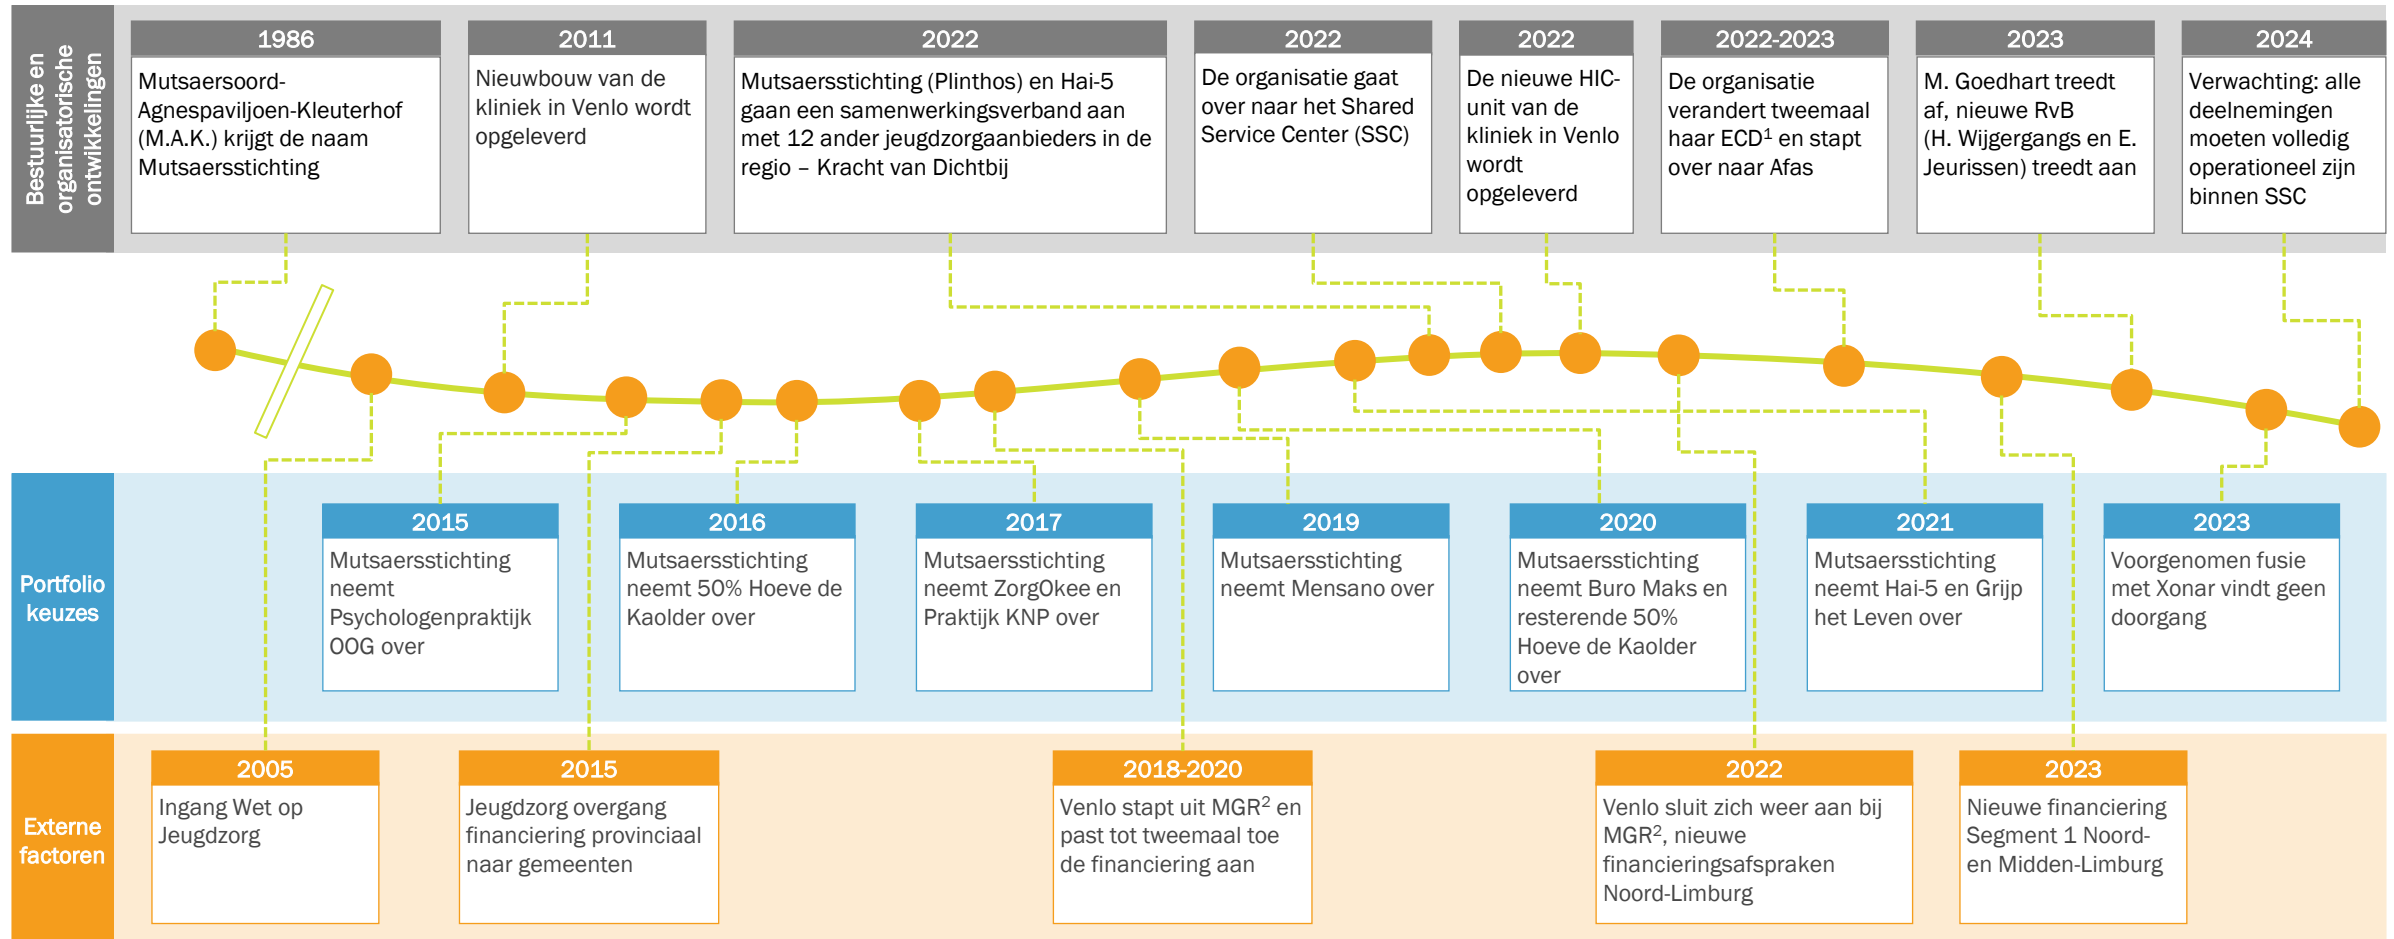 Bestuurlijke en
organisatorische
ontwikkelingen
1986
Mutsaersoord-
Agnespaviljoen-Kleuterhof
(M.A.K.) krijgt de naam
Mutsaersstichting
2011
Nieuwbouw van de
kliniek in Venlo wordt
opgeleverd
2022
Mutsaersstichting (Plinthos) en Hai-5
gaan een samenwerkingsverband aan
met 12 ander jeugdzorgaanbieders in de
regio – Kracht van Dichtbij
2022
De organisatie gaat
over naar het Shared
Service Center (SSC)
2022
De nieuwe HIC-
unit van de
kliniek in Venlo
wordt
opgeleverd
2022-2023
De organisatie
verandert tweemaal
haar ECD¹ en stapt
over naar Afas
2023
M. Goedhart treedt
af, nieuwe RvB
(H. Wijgergangs en E.
Jeurissen) treedt aan
2024
Verwachting: alle
deelnemingen
moeten volledig
operationeel zijn
binnen SSC
Portfolio
keuzes
2015
Mutsaersstichting
neemt
Psychologenpraktijk
OOG over
2016
Mutsaersstichting
neemt 50% Hoeve de
Kaolder over
2017
Mutsaersstichting
neemt ZorgOkee en
Praktijk KNP over
2019
Mutsaersstichting
neemt Mensano over
2020
Mutsaersstichting
neemt Buro Maks en
resterende 50%
Hoeve de Kaolder
over
2021
Mutsaersstichting
neemt Hai-5 en Grijp
het Leven over
2023
Voorgenomen fusie
met Xonar vindt geen
doorgang
Externe
factoren
2005
Ingang Wet op
Jeugdzorg
2015
Jeugdzorg overgang
financiering provinciaal
naar gemeenten
2018-2020
Venlo stapt uit MGR² en
past tot tweemaal toe
de financiering aan
2022
Venlo sluit zich weer aan bij
MGR², nieuwe
financieringsafspraken
Noord-Limburg
2023
Nieuwe financiering
Segment 1 Noord-
en Midden-Limburg